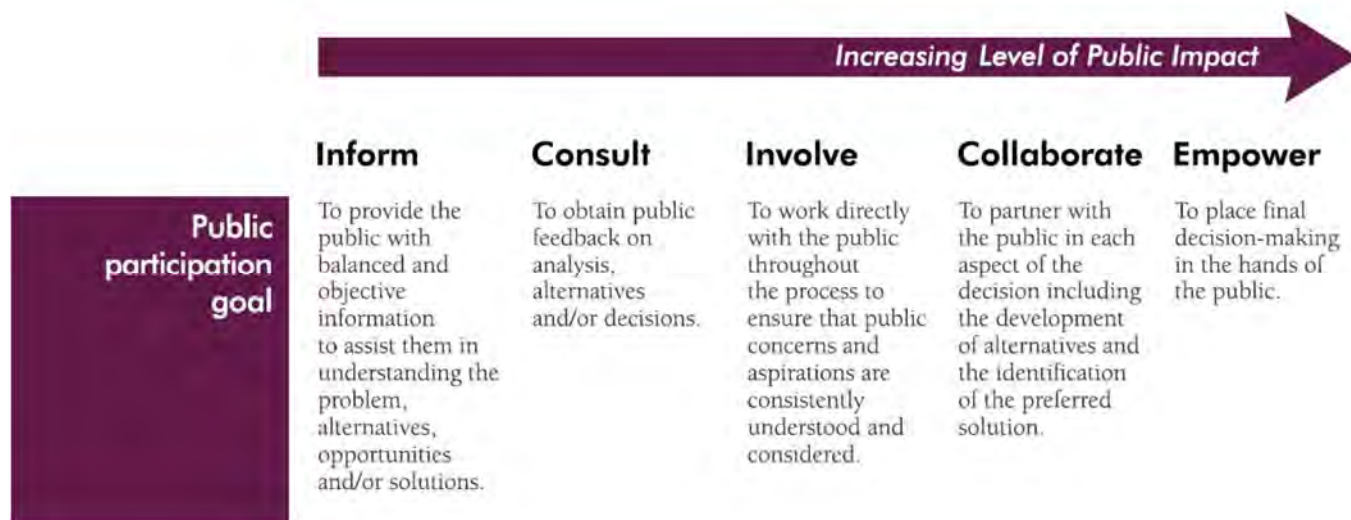 Increasing Level of Public Impact
Public
participation
goal
Inform
To provide the
public with
balanced and
objective
information
to assist them in
understanding the
problem,
alternatives,
opportunities
and/or solutions.
Consult
To obtain public
feedback on
analysis,
alternatives
and/or decisions.
Involve
To work directly
with the public
throughout
the process to
ensure that public
concerns and
aspirations are
consistently
understood and
considered.
Collaborate
To partner with
the public in each
aspect of the
decision including
the development
of alternatives and
the identification
of the preferred
solution.
Empower
To place final
decision-making
in the hands of
the public.